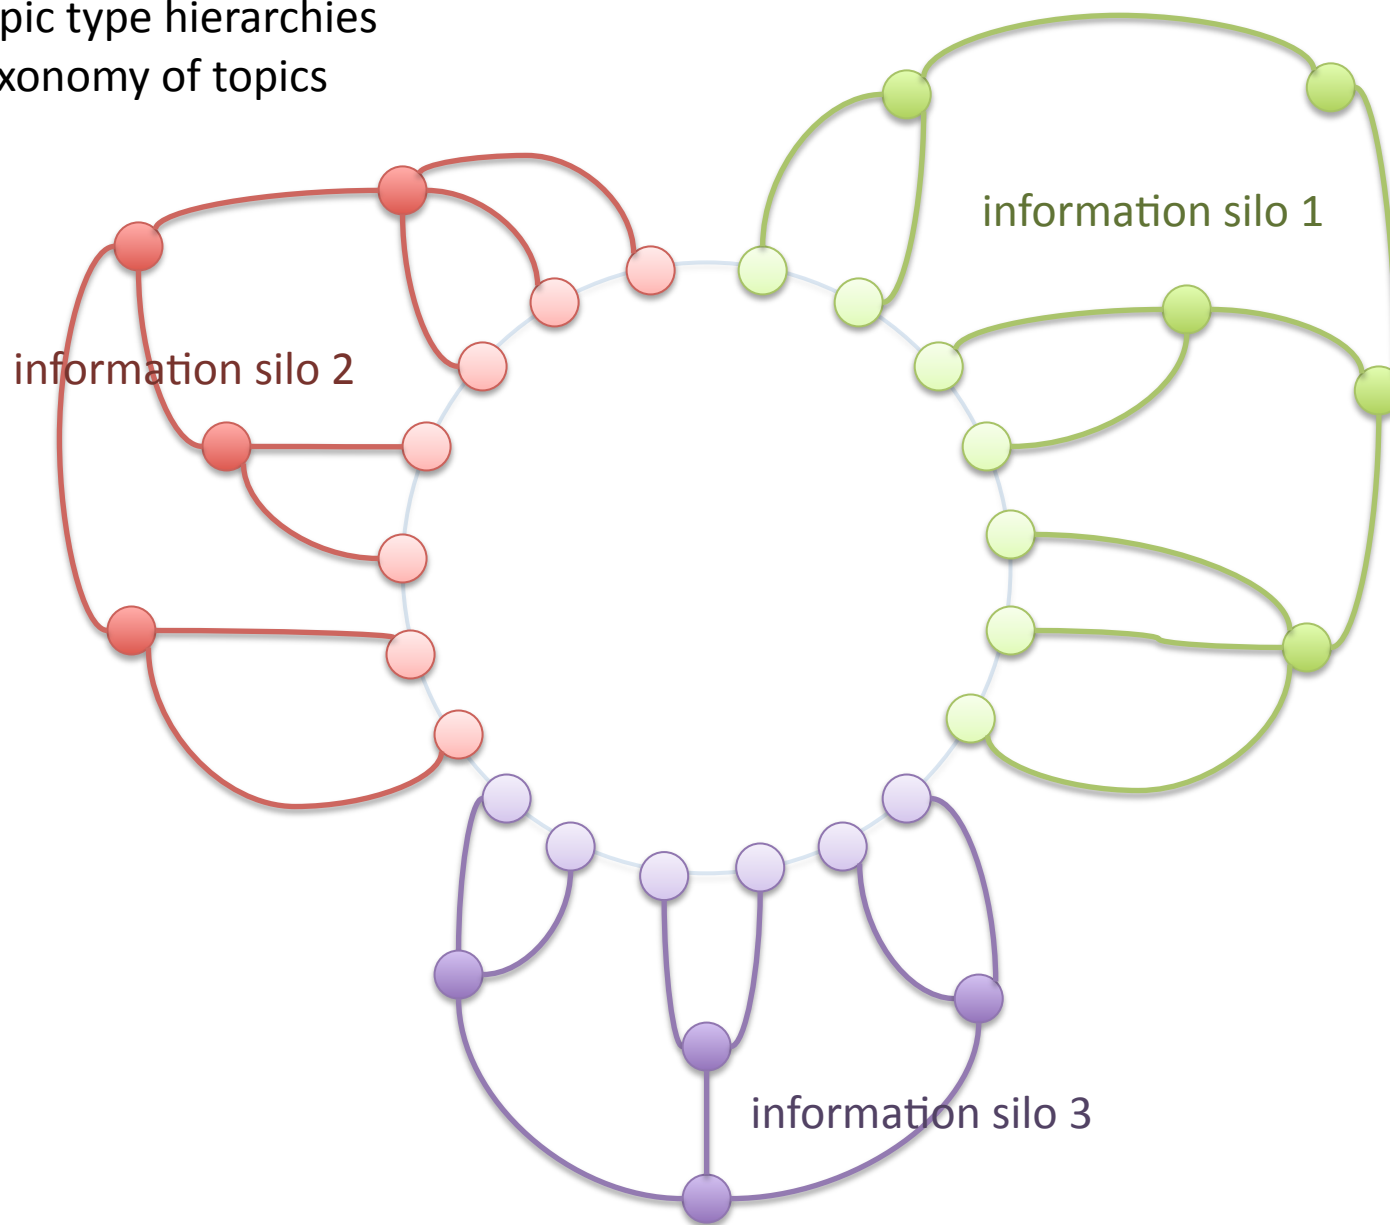 pic type hierarchies
xonomy of topics
information silo 1
information silo 2
information silo 3